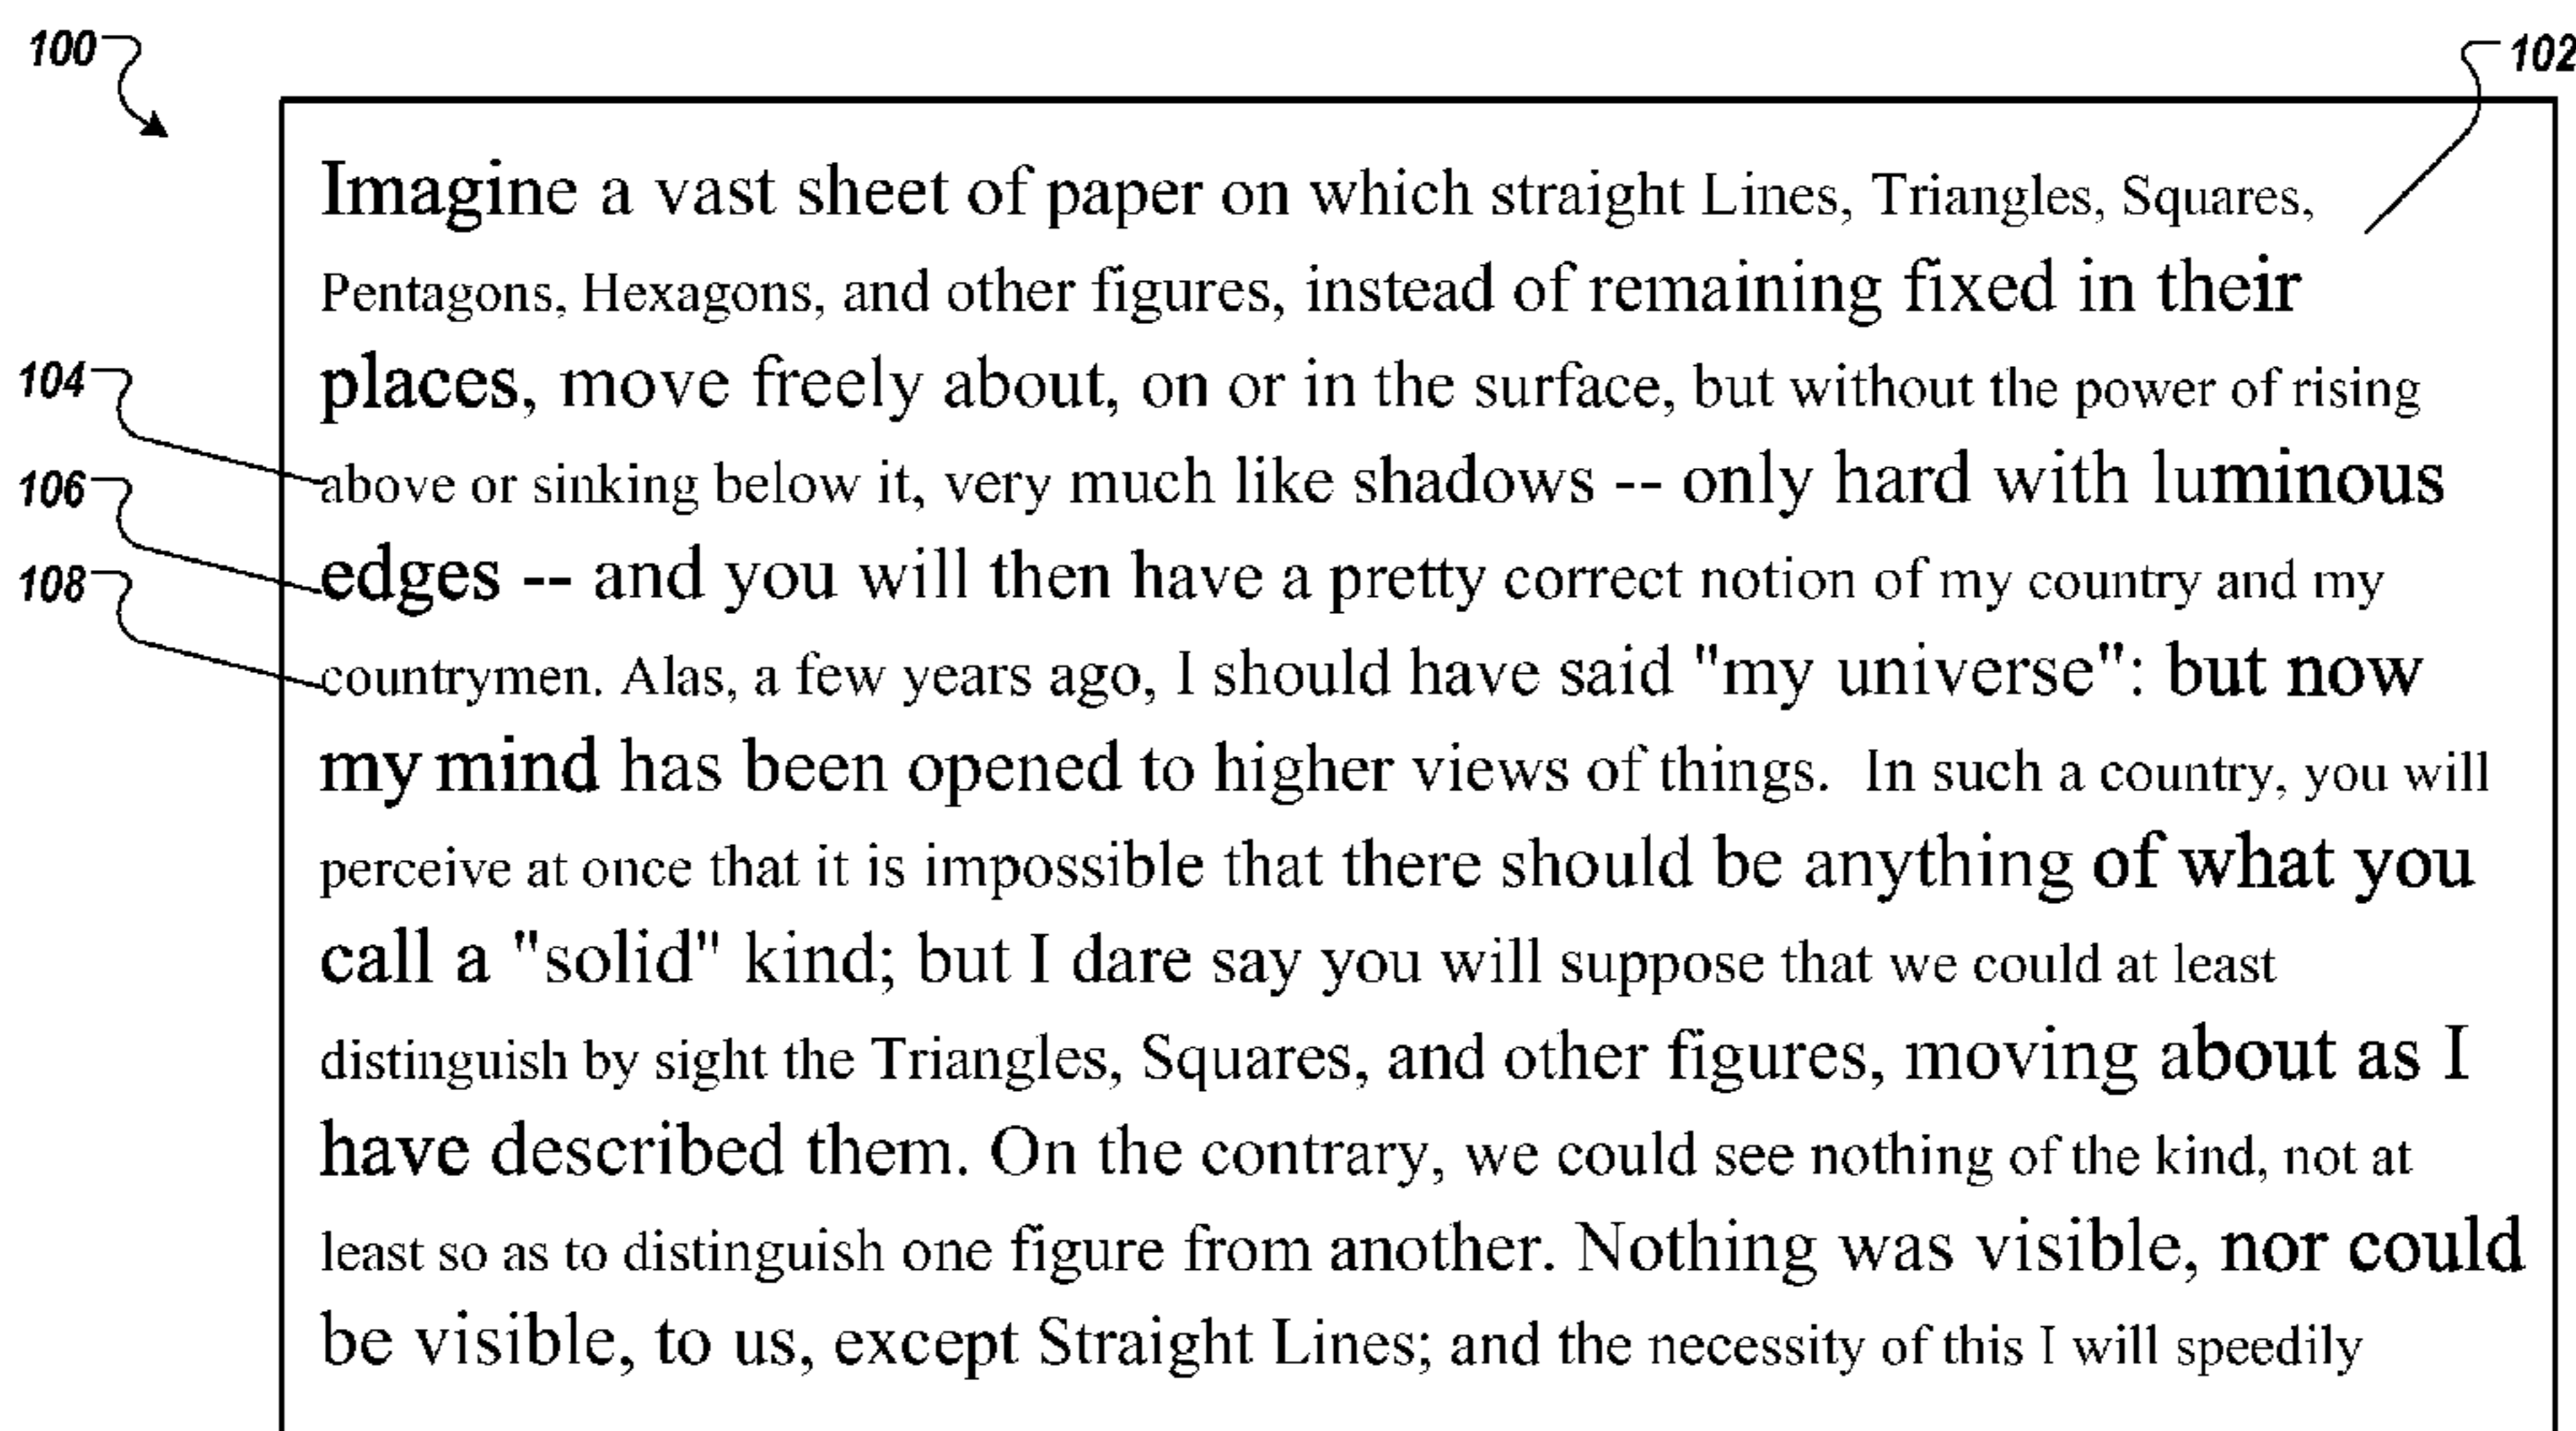 100
102
Imagine a vast sheet of paper on which straight Lines, Triangles, Squares,
Pentagons, Hexagons, and other figures, instead of remaining fixed in their
104
places, move freely about, on or in the surface, but without the power of rising
106
above or sinking below it, very much like shadows -- only hard with luminous
108
edges -- and you will then have a pretty correct notion of my country and my
countrymen. Alas, a few years ago, I should have said "my universe": but now
my mind has been opened to higher views of things.  In such a country, you will
perceive at once that it is impossible that there should be anything of what you
call a "solid" kind; but I dare say you will suppose that we could at least
distinguish by sight the Triangles, Squares, and other figures, moving about as I
have described them. On the contrary, we could see nothing of the kind, not at
least so as to distinguish one figure from another. Nothing was visible, nor could
be visible, to us, except Straight Lines; and the necessity of this I will speedily